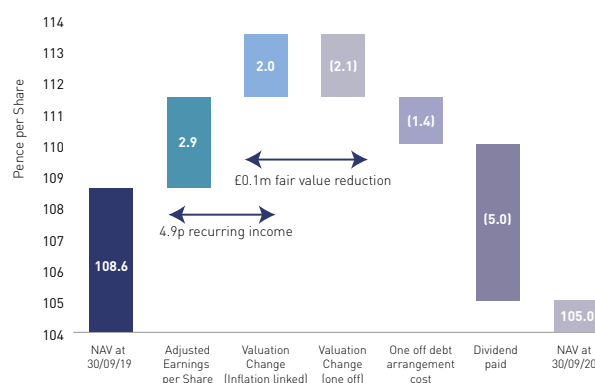 114
113
112
111
110
109
108
107
106
105
104
Pence per Share
108.6
2.9
2.0
(2.1)
(1.4)
(5.0)
105.0
£0.1m fair value reduction
4.9p recurring income
NAV at
30/09/19
Adjusted
Earnings
per Share
Valuation
Change
(Inflation linked)
Valuation
Change
(one off)
One off debt
arrangement
cost
Dividend
paid
NAV at
30/09/20